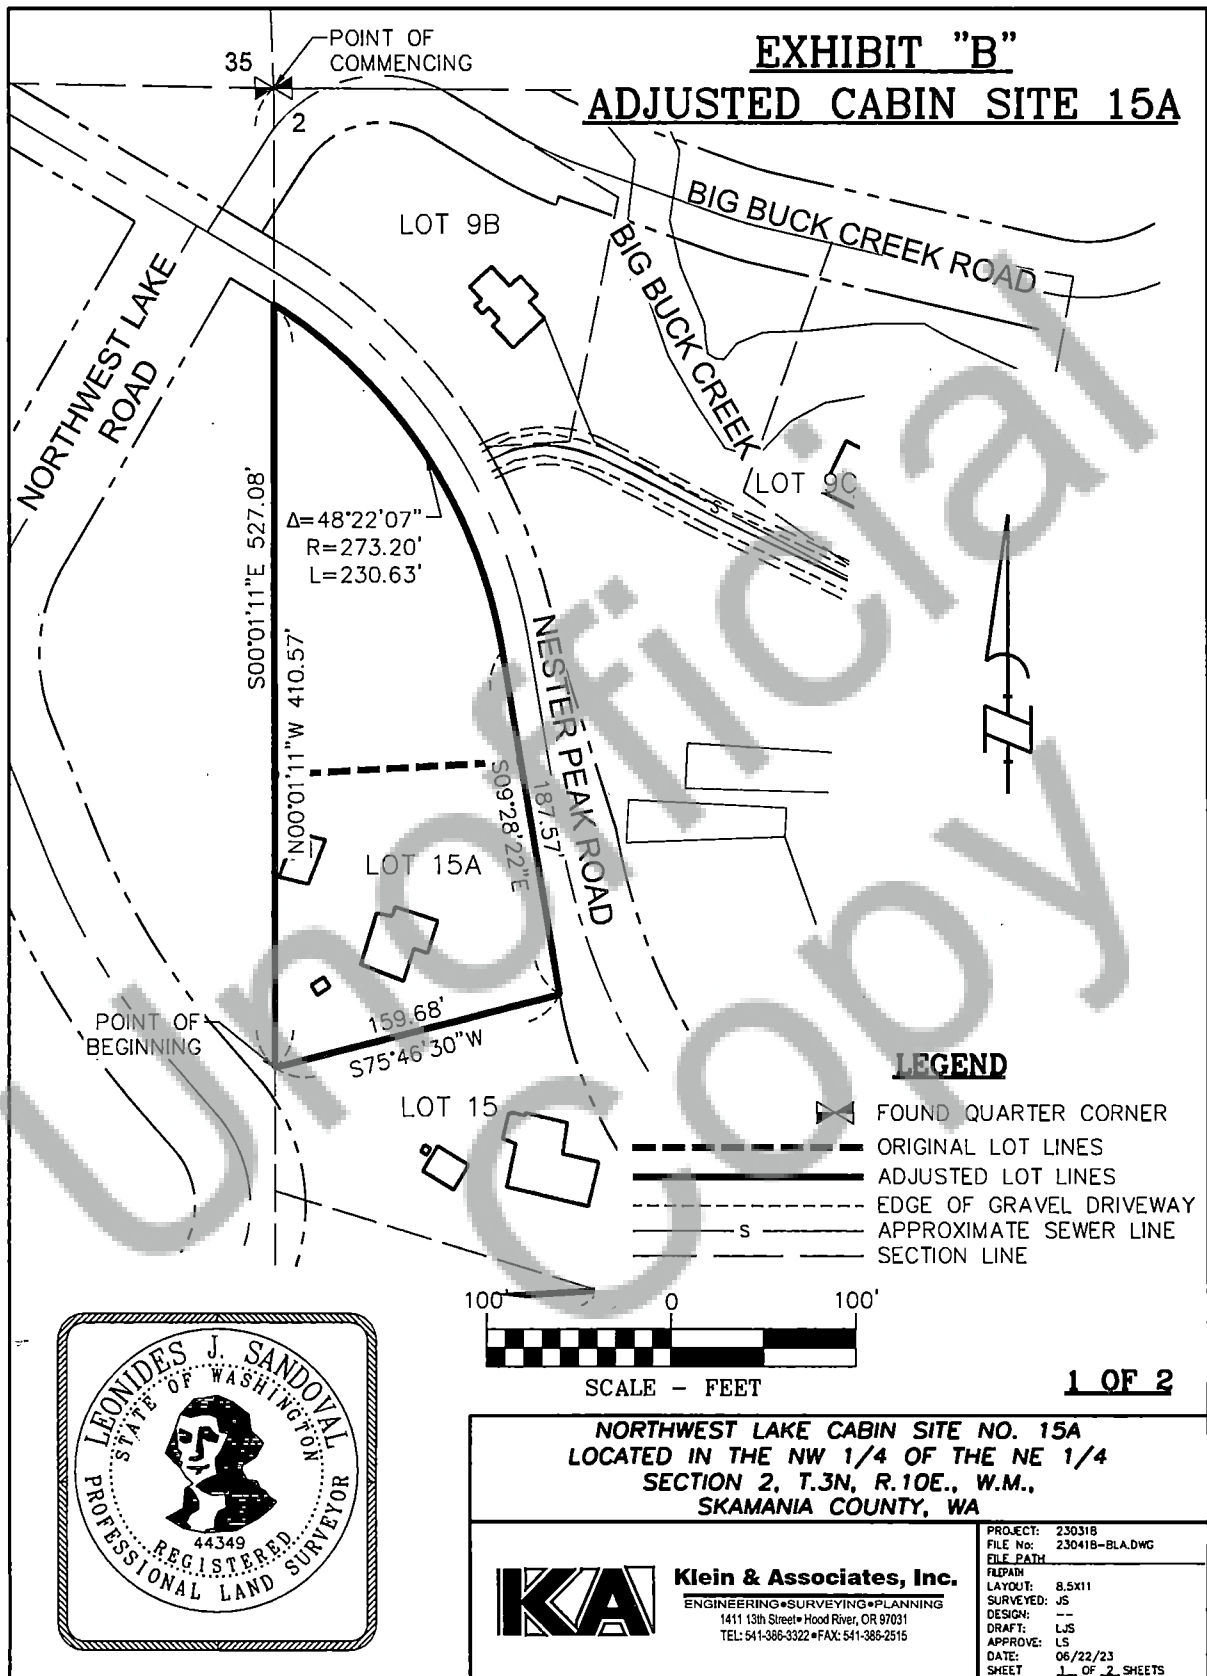 EXHIBIT "B"
ADJUSTED CABIN SITE 15A
POINT OF
COMMENCING
35
2
LOT 9B
BIG BUCK CREEK ROAD
BIG BUCK CREEK
NORTHWEST LAKE
ROAD
LOT 9C
S
S00°01'11"E 527.08'
Δ=48°22'07"
R=273.20'
L=230.63'
N00°01'11"W 410.57'
NESTER PEAK ROAD
S09°28'22"E
187.57'
LOT 15A
POINT OF
BEGINNING
159.68'
S75°46'30"W
LOT 15
LEGEND
FOUND QUARTER CORNER
ORIGINAL LOT LINES
ADJUSTED LOT LINES
EDGE OF GRAVEL DRIVEWAY
S APPROXIMATE SEWER LINE
SECTION LINE
100' 0 100'
SCALE - FEET
1 OF 2
LEONIDES J. SANDOVAL
STATE OF WASHINGTON
44349
REGISTERED
PROFESSIONAL LAND SURVEYOR
NORTHWEST LAKE CABIN SITE NO. 15A
LOCATED IN THE NW 1/4 OF THE NE 1/4
SECTION 2, T.3N, R.10E., W.M.,
SKAMANIA COUNTY, WA
KA
Klein & Associates, Inc.
ENGINEERING•SURVEYING•PLANNING
1411 13th Street• Hood River, OR 97031
TEL: 541-386-3322•FAX: 541-386-2515
PROJECT: 230318
FILE No: 230418-BLA.DWG
FILE PATH
FILEPATH
LAYOUT: 8.5X11
SURVEYED: JS
DESIGN: --
DRAFT: LJS
APPROVE: LS
DATE: 06/22/23
SHEET 1 OF 2 SHEETS
Unofficial
Copy